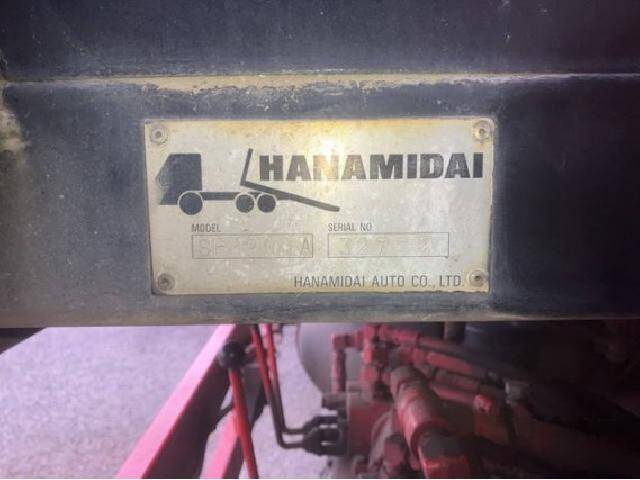 HANAMIDAI
MODEL SERIAL NO
HANAMIDAI AUTO CO., LTD.